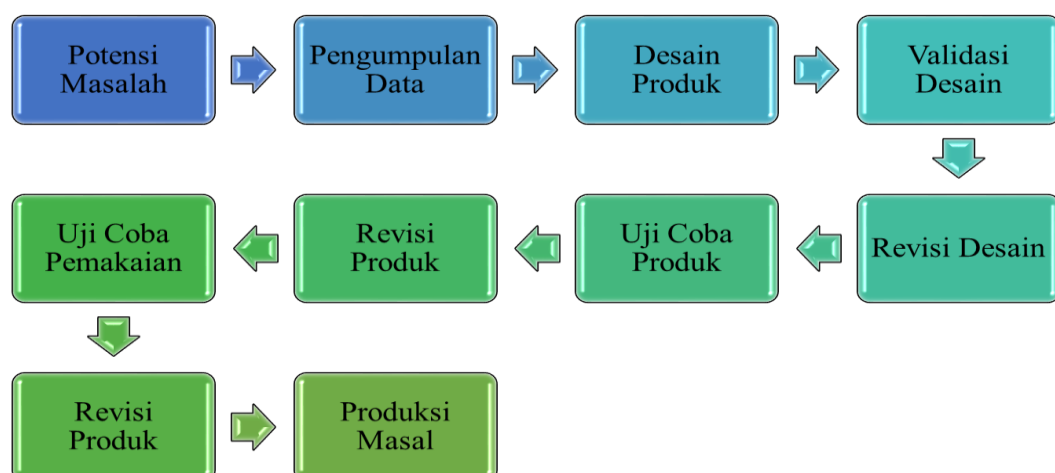 Potensi
Masalah
Pengumpulan
Data
Desain
Produk
Validasi
Desain
Revisi Desain
Uji Coba
Produk
Revisi
Produk
Uji Coba
Pemakaian
Revisi
Produk
Produksi
Masal